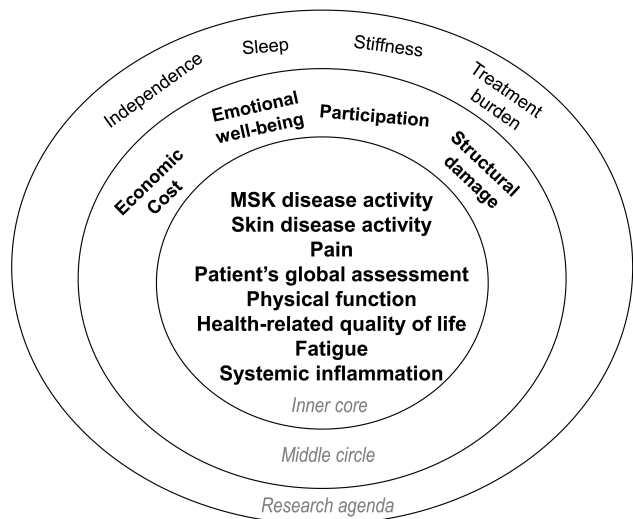 Independence
Sleep
Stiffness
Treatment
burden
Economic
Cost
Emotional
well-being
Participation
Structural
damage
MSK disease activity
Skin disease activity
Pain
Patient's global assessment
Physical function
Health-related quality of life
Fatigue
Systemic inflammation
Inner core
Middle circle
Research agenda